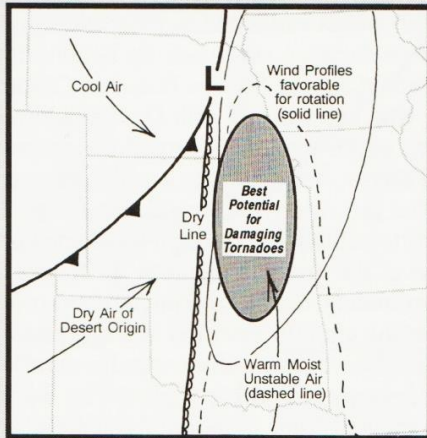 Cool Air
L
Wind Profiles
favorable
for rotation
(solid line)
Best
Potential
for
Damaging
Tornadoes
Dry
Line
Dry Air of
Desert Origin
Warm Moist
Unstable Air
(dashed line)